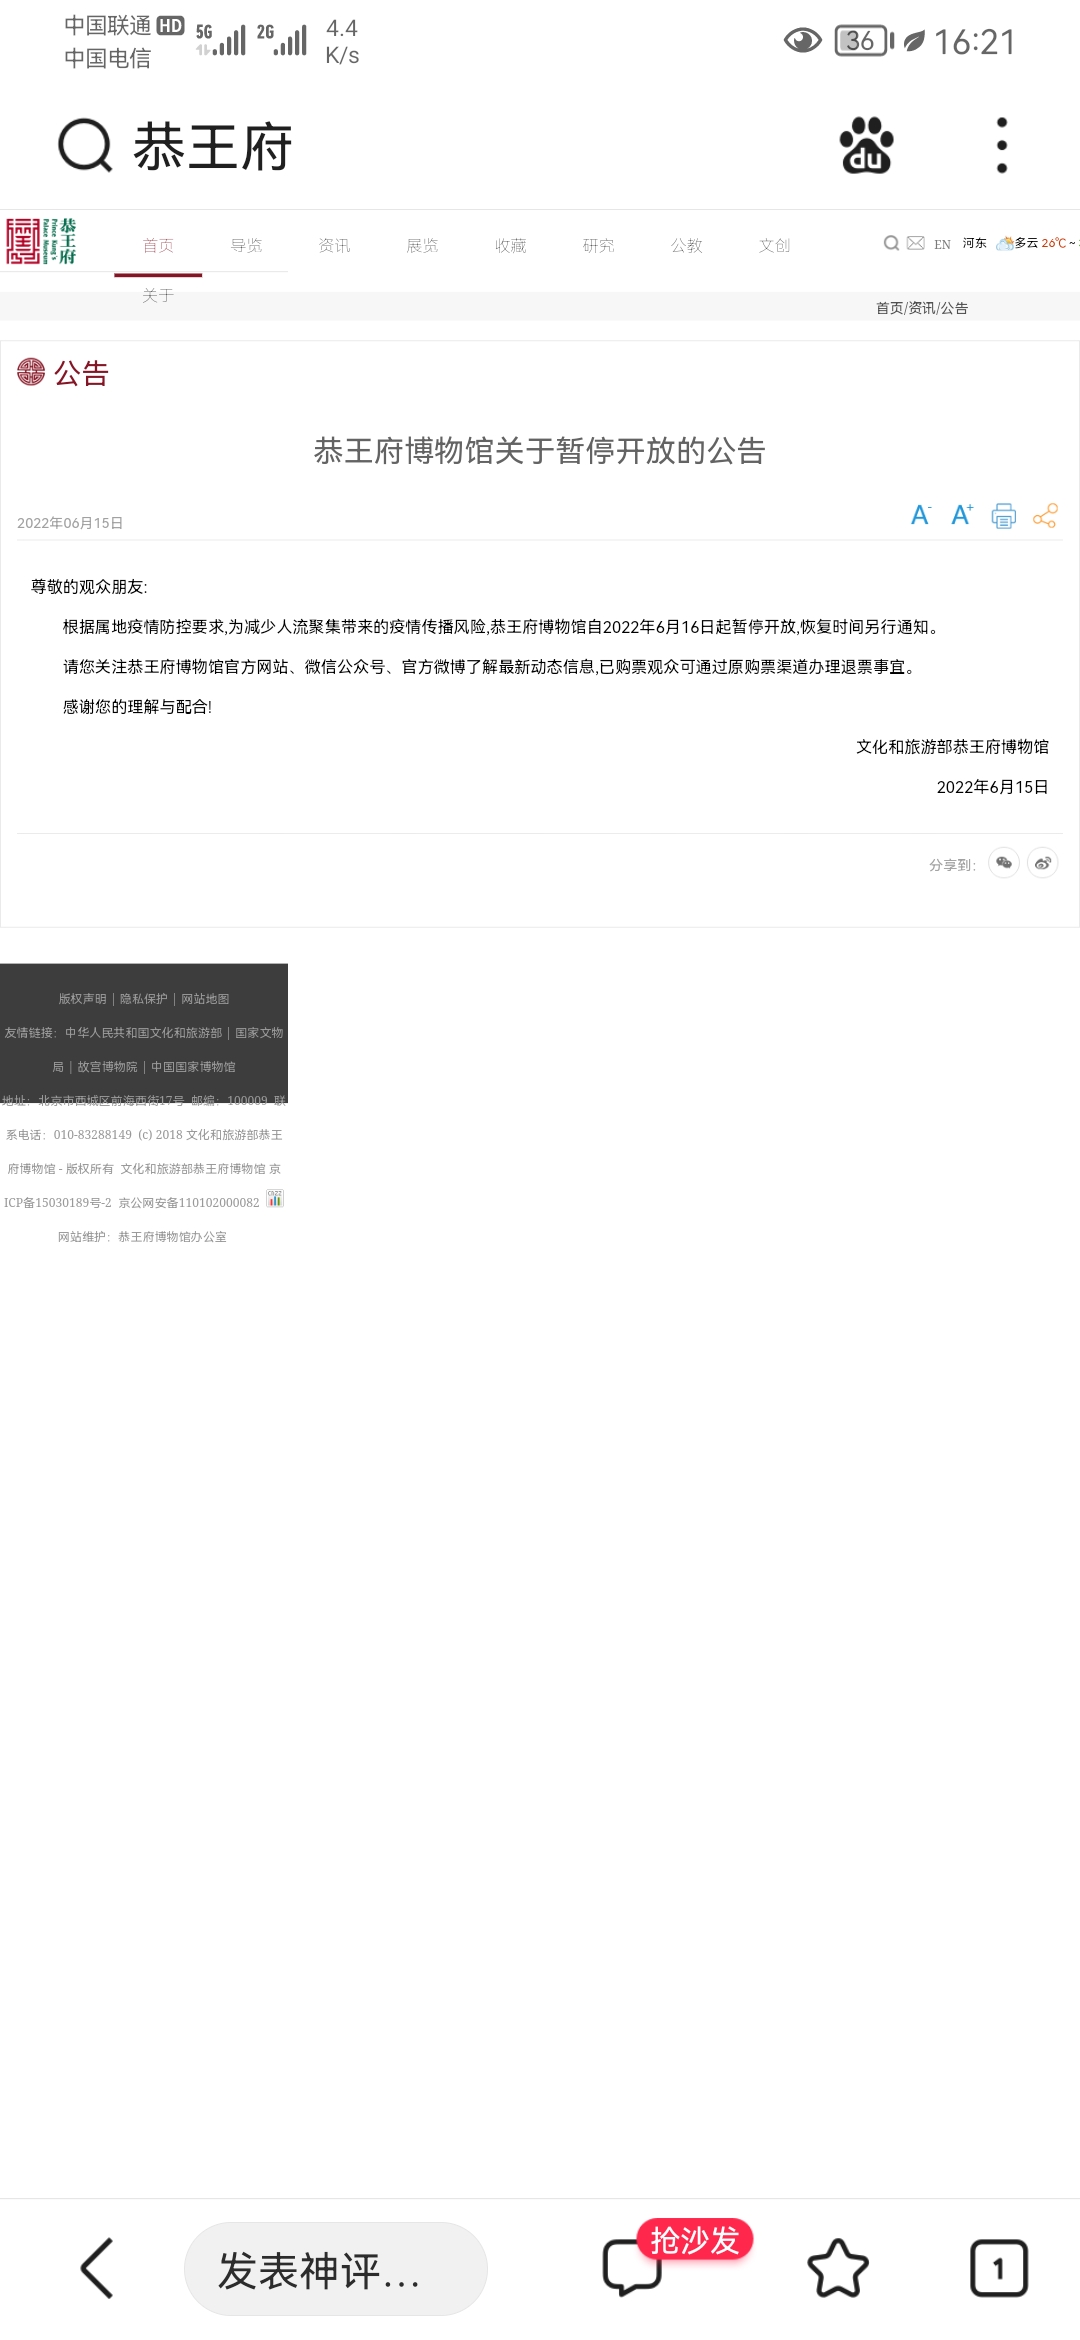 中国联通 HD 5G 2G 4.4 K/s 36 16:21
中国电信
恭王府
恭王府 Prince Kung's Palace Museum
首页 导览 资讯 展览 收藏 研究 公教 文创 EN 河东 多云 26℃ ~
关于
首页/资讯/公告
公告
恭王府博物馆关于暂停开放的公告
2022年06月15日 A- A+
尊敬的观众朋友:
根据属地疫情防控要求,为减少人流聚集带来的疫情传播风险,恭王府博物馆自2022年6月16日起暂停开放,恢复时间另行通知。
请您关注恭王府博物馆官方网站、微信公众号、官方微博了解最新动态信息,已购票观众可通过原购票渠道办理退票事宜。
感谢您的理解与配合!
文化和旅游部恭王府博物馆
2022年6月15日
分享到:
版权声明 | 隐私保护 | 网站地图
友情链接: 中华人民共和国文化和旅游部 | 国家文物
局 | 故宫博物院 | 中国国家博物馆
地址: 北京市西城区前海西街17号 邮编: 100009 联
系电话: 010-83288149 (c) 2018 文化和旅游部恭王
府博物馆 - 版权所有 文化和旅游部恭王府博物馆 京
ICP备15030189号-2 京公网安备110102000082
网站维护: 恭王府博物馆办公室
抢沙发
发表神评... 1